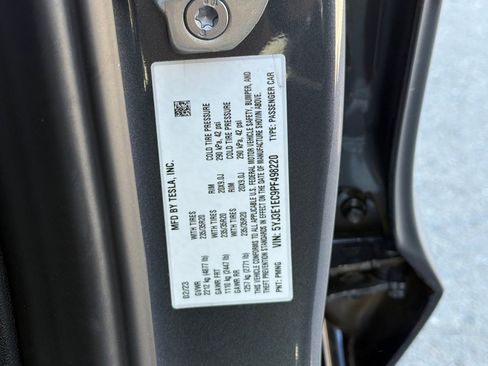 MFD BY TESLA, INC.
02/23
GVWR
2212 kg (4877 lb)
GAWR FRT
1110 kg (2447 lb)
WITH TIRES
235/35R20
RIM
20X9.0J
COLD TIRE PRESSURE
290 kPa, 42 psi
GAWR RR
1257 kg (2771 lb)
WITH TIRES
235/35R20
RIM
20X9.0J
COLD TIRE PRESSURE
290 kPa, 42 psi
THIS VEHICLE CONFORMS TO ALL APPLICABLE U.S. FEDERAL MOTOR VEHICLE SAFETY, BUMPER, AND
THEFT PREVENTION STANDARDS IN EFFECT ON THE DATE OF MANUFACTURE SHOWN ABOVE.
VIN: 5YJ3E1EC9PF498220
TYPE: PASSENGER CAR
PNT: PMNG